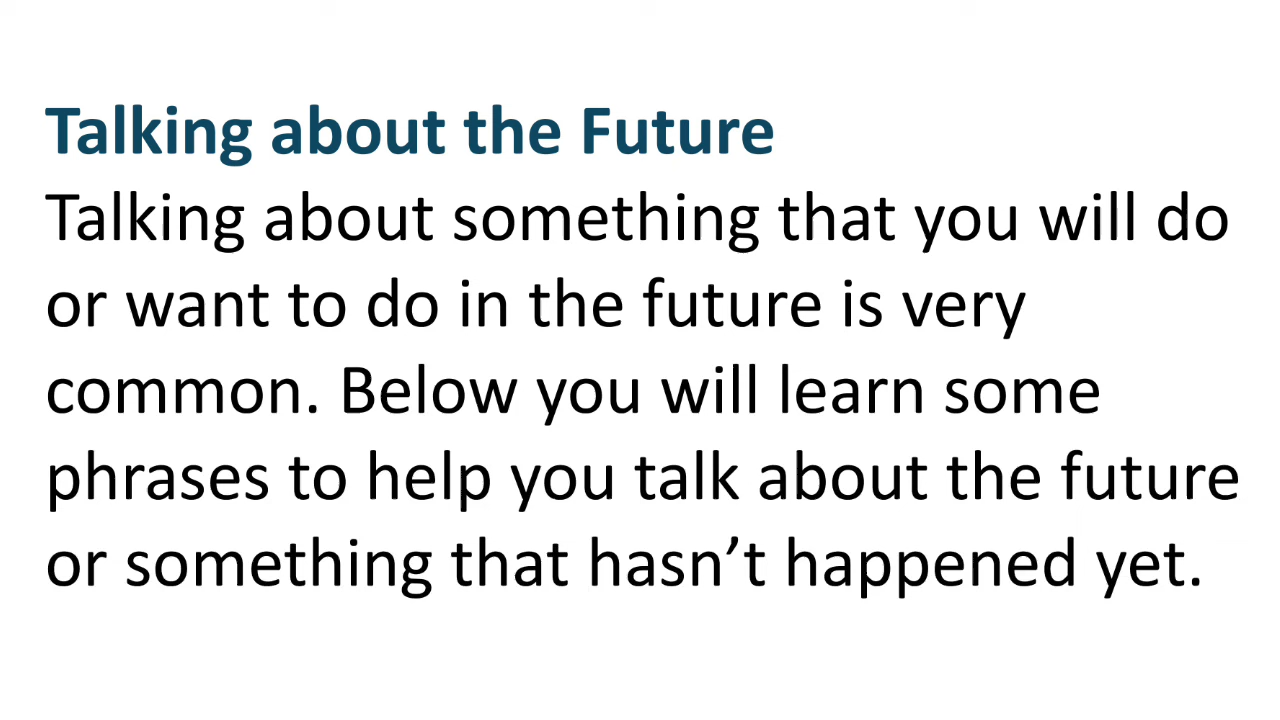 Talking about the Future
Talking about something that you will do
or want to do in the future is very
common. Below you will learn some
phrases to help you talk about the future
or something that hasn’t happened yet.